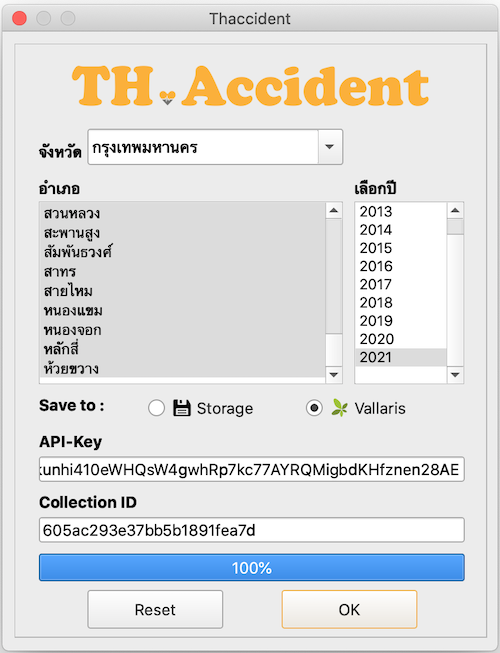 Thaccident
TH Accident
จังหวัด
กรุงเทพมหานคร
อำเภอ
สวนหลวง
สะพานสูง
สัมพันธวงศ์
สาทร
สายไหม
หนองแขม
หนองจอก
หลักสี่
ห้วยขวาง
เลือกปี
2013
2014
2015
2016
2017
2018
2019
2020
2021
Save to :
Storage
Vallaris
API-Key
unhi410eWHQsW4gwhRp7kc77AYRQMigbdKHfznen28AE
Collection ID
605ac293e37bb5b1891fea7d
100%
Reset
OK